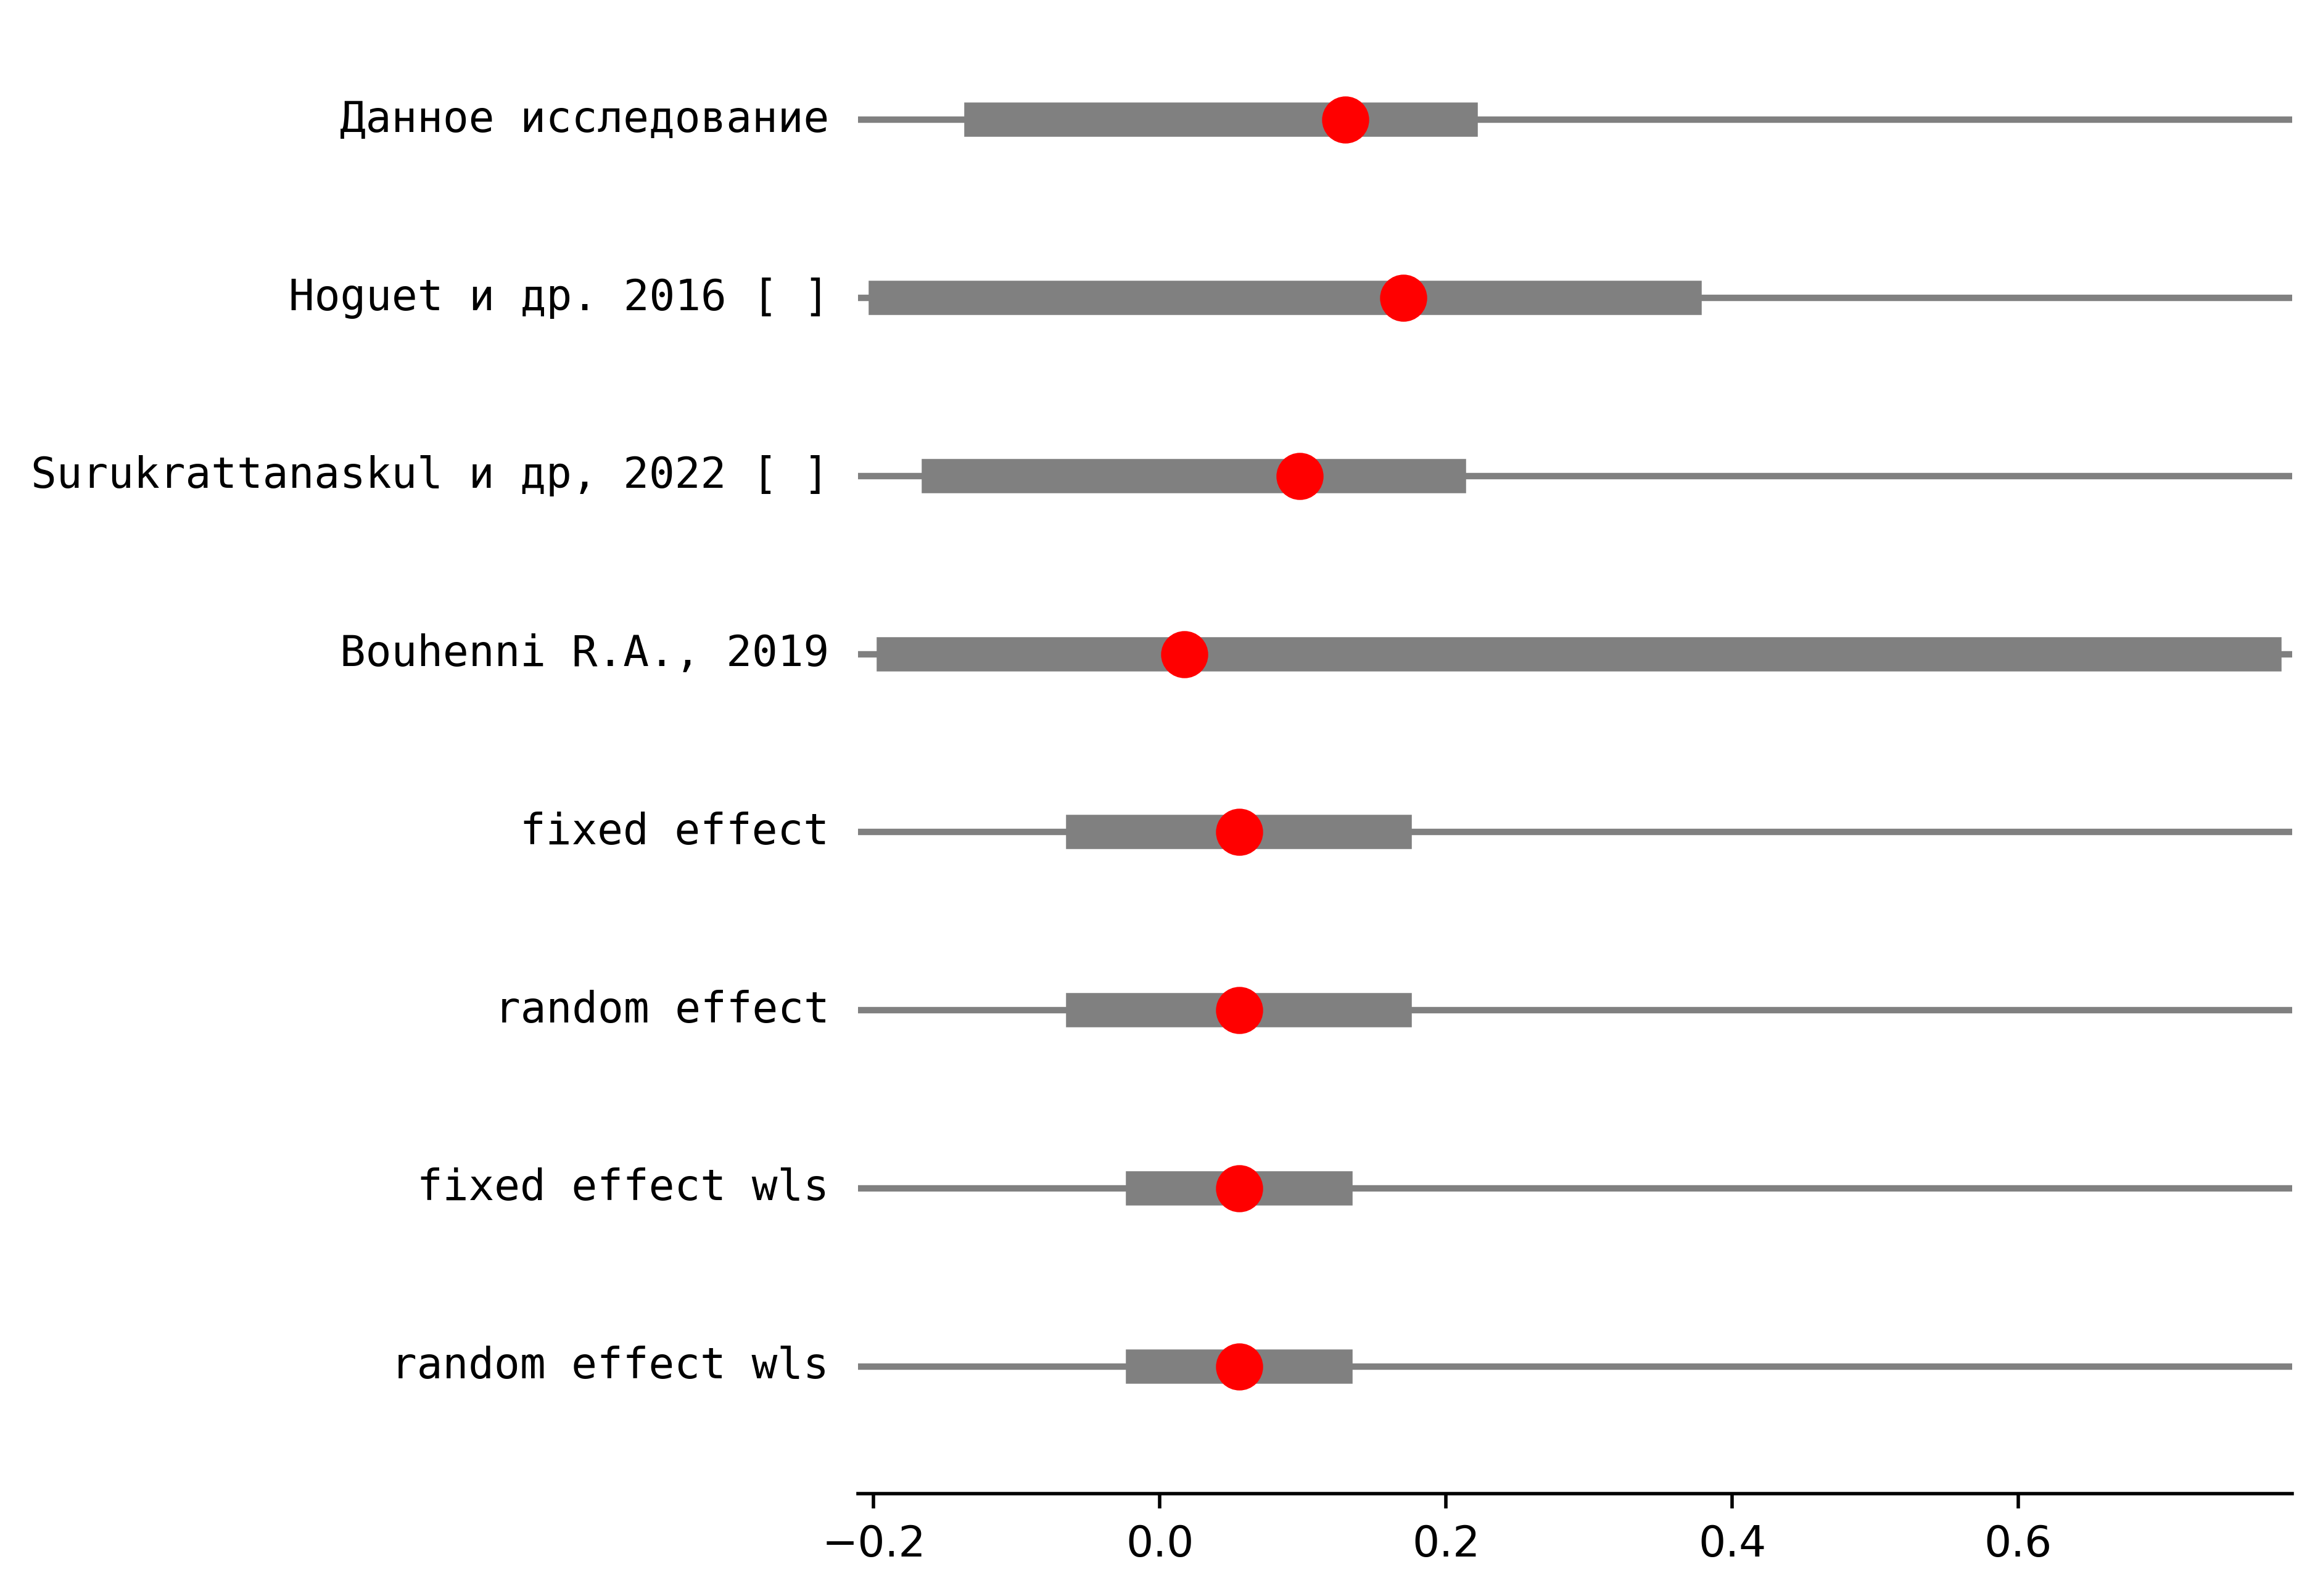 Данное исследование
Hoguet и др. 2016 [ ]
Surukrattanaskul и др, 2022 [ ]
Bouhenni R.A., 2019
fixed effect
random effect
fixed effect wls
random effect wls
−0.2 0.0 0.2 0.4 0.6